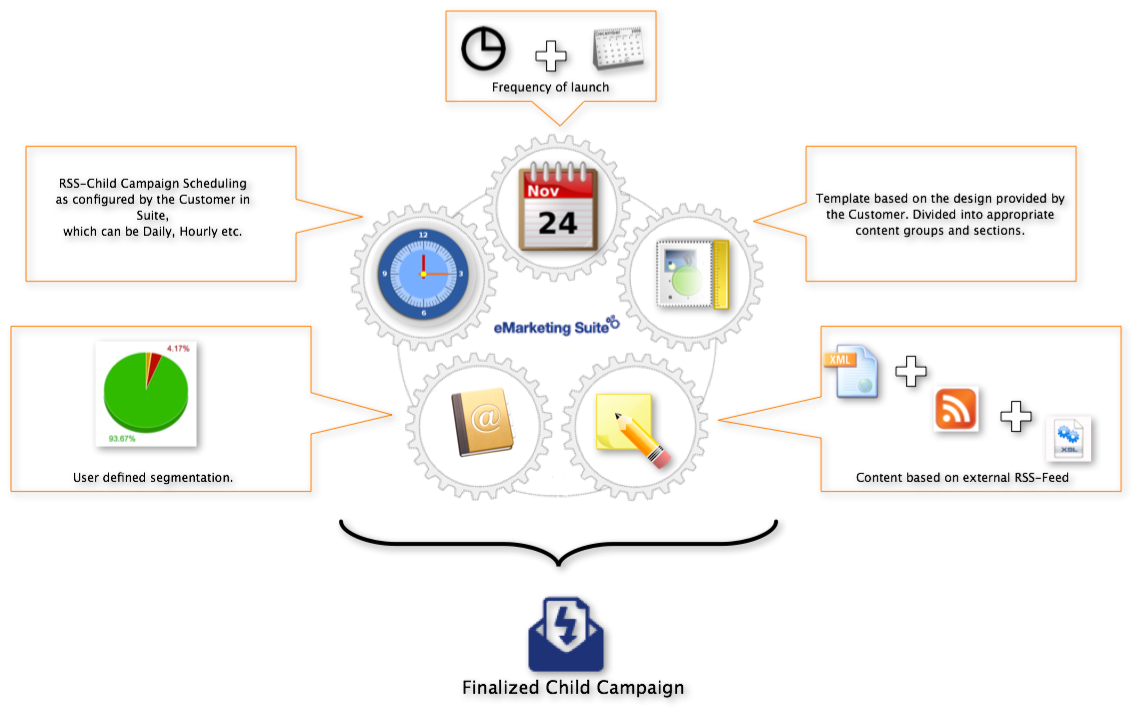 December
Frequency of launch
RSS-Child Campaign Scheduling
as configured by the Customer in
Suite,
which can be Daily, Hourly etc.
Nov
24
Template based on the design provided by
the Customer. Divided into appropriate
content groups and sections.
12
9
3
6
eMarketing Suite
4.17%
93.67%
User defined segmentation.
@
XML
XSL
Content based on external RSS-Feed
Finalized Child Campaign